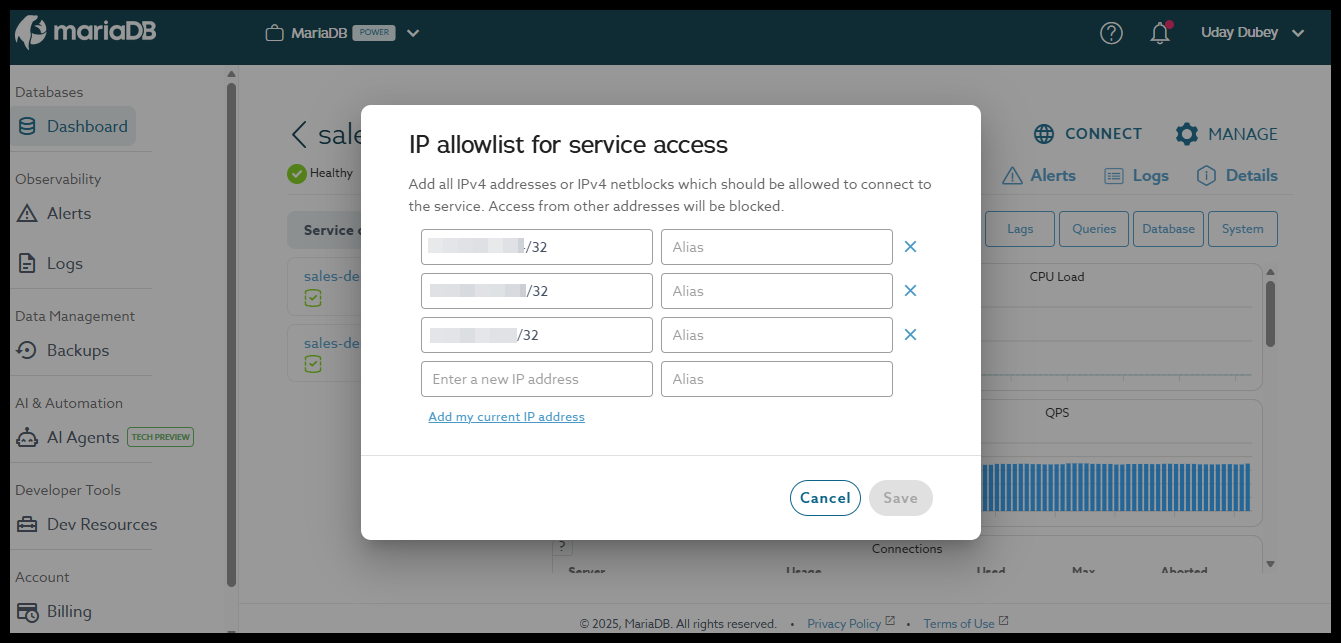 mariaDB
MariaDB POWER
Uday Dubey
Databases
Dashboard
Observability
Alerts
Logs
Data Management
Backups
AI & Automation
AI Agents TECH PREVIEW
Developer Tools
Dev Resources
Account
Billing
sale
Healthy
CONNECT
MANAGE
Alerts
Logs
Details
Service
sales-de
sales-de
Lags
Queries
Database
System
CPU Load
QPS
IP allowlist for service access
Add all IPv4 addresses or IPv4 netblocks which should be allowed to connect to
the service. Access from other addresses will be blocked.
/32 Alias
/32 Alias
/32 Alias
Enter a new IP address Alias
Add my current IP address
Cancel
Save
?
Connections
Server Usage Used Max Aborted
© 2025, MariaDB. All rights reserved. • Privacy Policy • Terms of Use